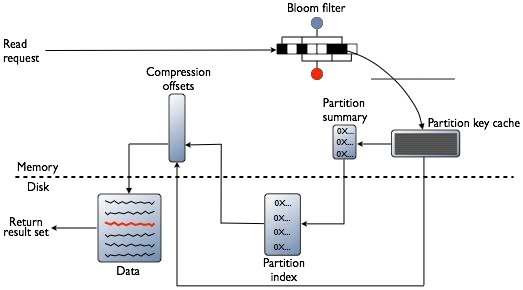 Bloom filter
Read
request
Compression
offsets
Partition
summary
Partition key cache
0X...
0X...
0X...
Memory
Disk
0X...
0X...
0X...
0X...
Return
result set
Data
Partition
index